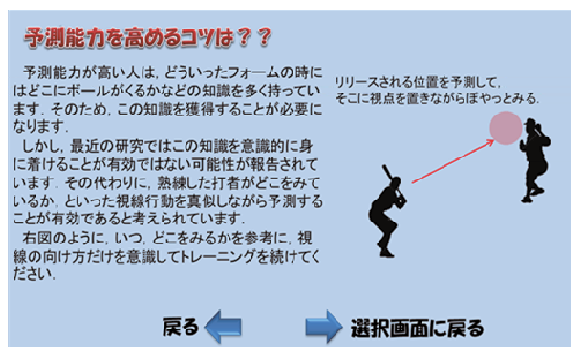 予測能力を高めるコツは？？
予測能力が高い人は，どういったフォームの時に
はどこにボールがくるかなどの知識を多く持ってい
ます．そのため，この知識を獲得することが必要に
なります．
しかし，最近の研究ではこの知識を意識的に身
に着けることが有効ではない可能性が報告されて
います．その代わりに，熟練した打者がどこをみて
いるか，といった視線行動を真似しながら予測する
ことが有効であると考えられています．
右図のように，いつ，どこをみるかを参考に，視
線の向け方だけを意識してトレーニングを続けてく
ださい．
リリースされる位置を予測して，
そこに視点を置きながらぼやっとみる．
戻る
選択画面に戻る